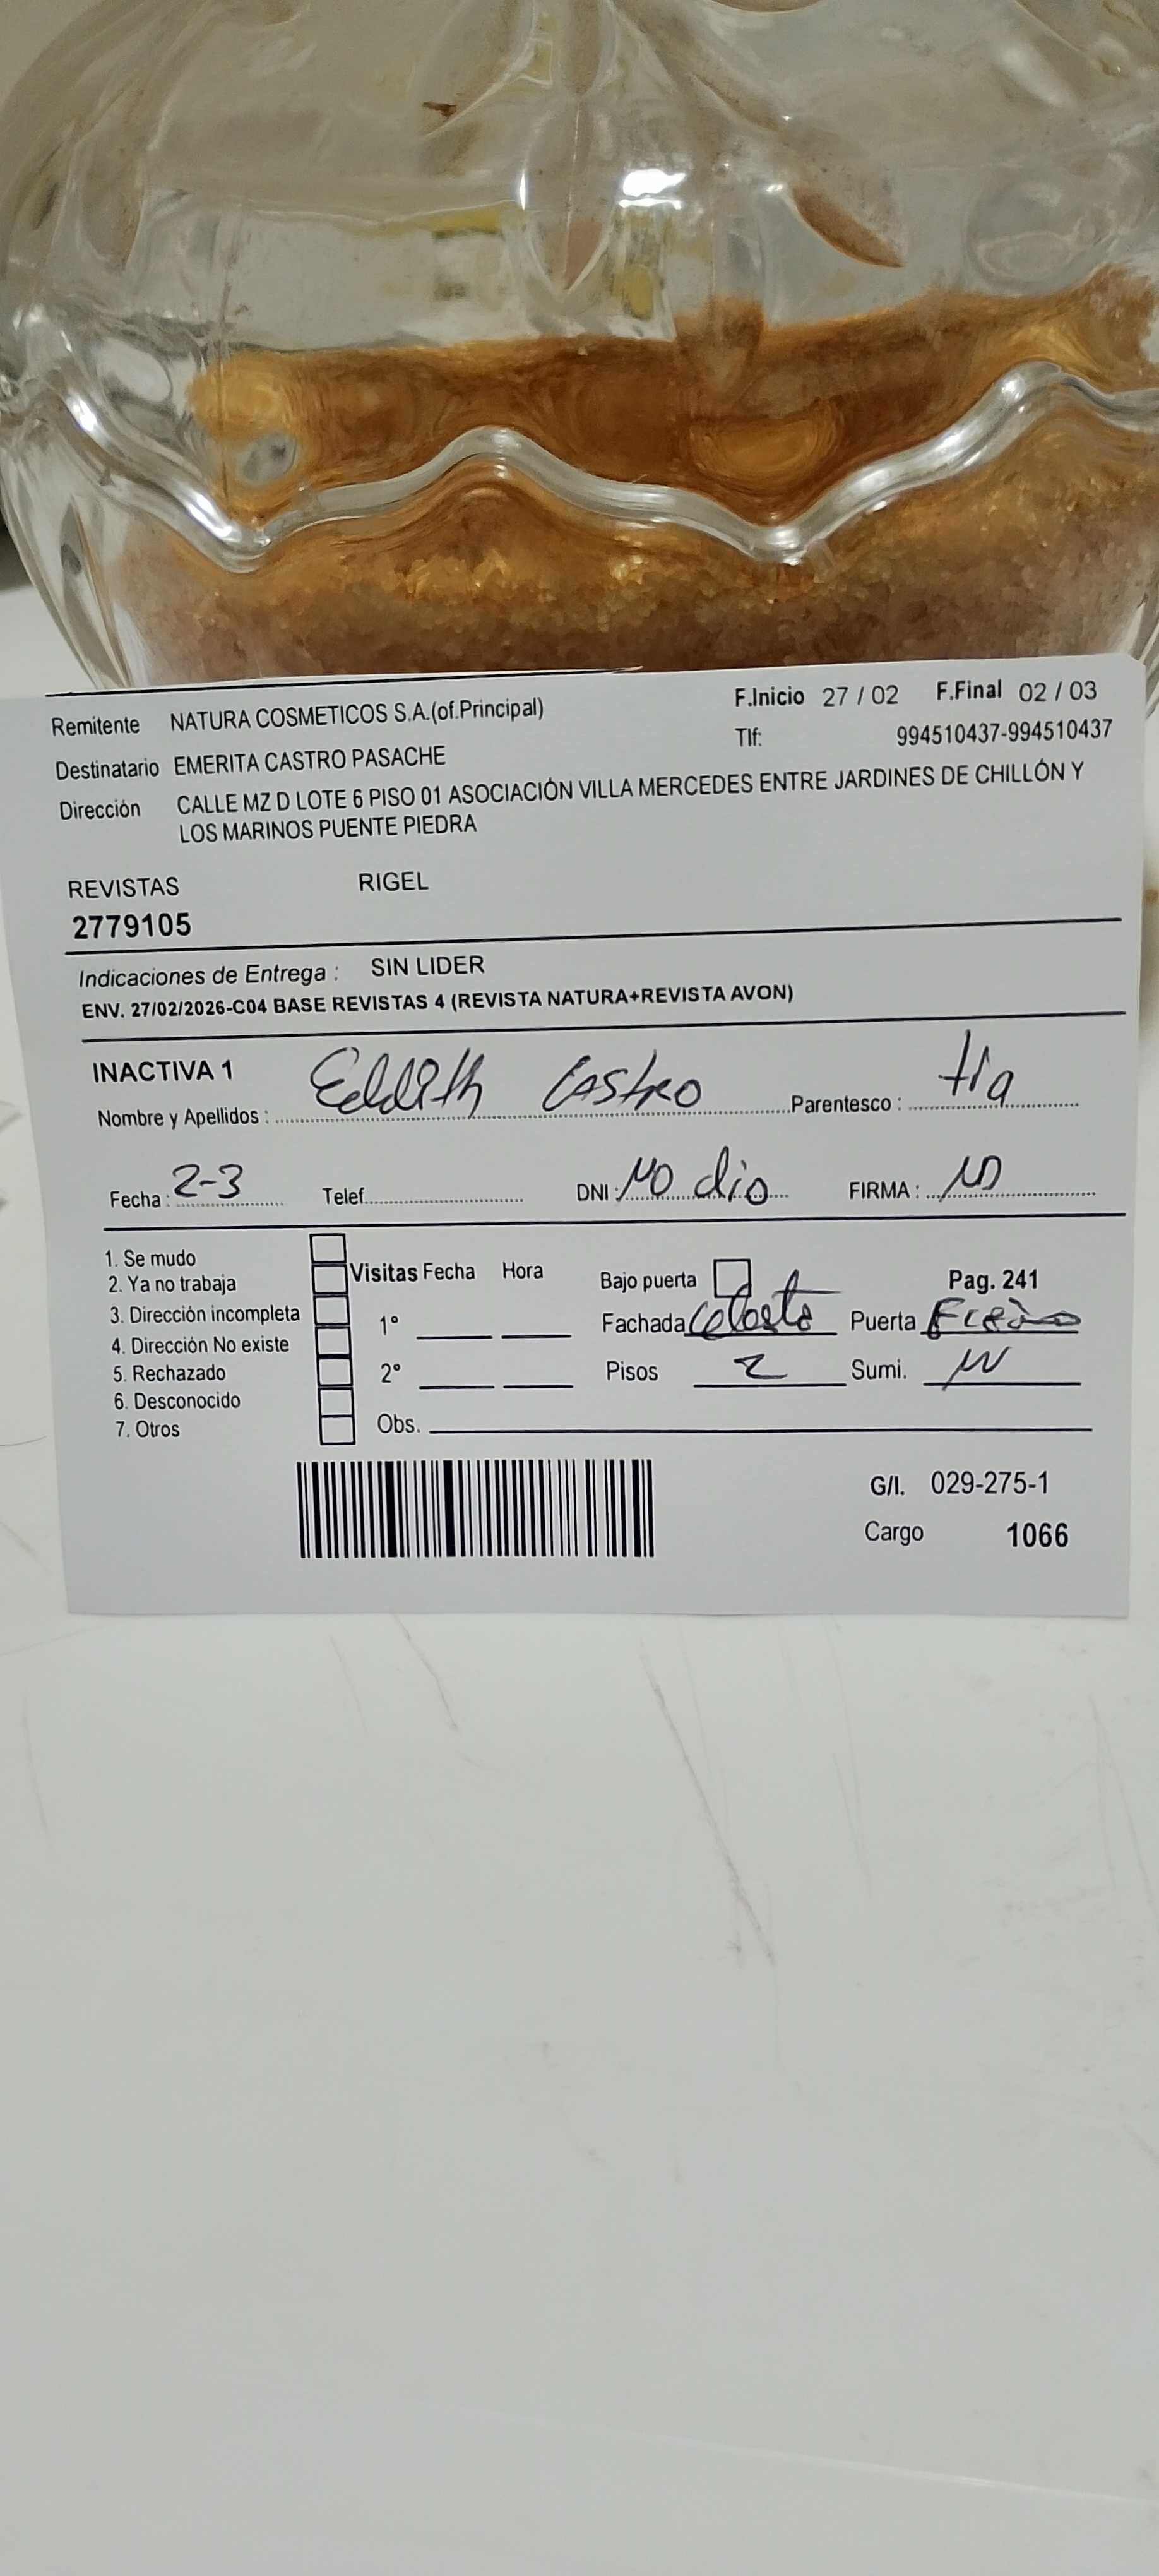 Remitente NATURA COSMETICOS S.A.(of.Principal) F.Inicio 27 / 02 F.Final 02 / 03
Tlf: 994510437-994510437
Destinatario EMERITA CASTRO PASACHE
Dirección CALLE MZ D LOTE 6 PISO 01 ASOCIACIÓN VILLA MERCEDES ENTRE JARDINES DE CHILLÓN Y
LOS MARINOS PUENTE PIEDRA
REVISTAS RIGEL
2779105
Indicaciones de Entrega : SIN LIDER
ENV. 27/02/2026-C04 BASE REVISTAS 4 (REVISTA NATURA+REVISTA AVON)
INACTIVA 1
Nombre y Apellidos : Eddith Castro Parentesco : tia
Fecha : 2-3 Telef. DNI : NO dio FIRMA : ND
1. Se mudo
2. Ya no trabaja
3. Dirección incompleta
4. Dirección No existe
5. Rechazado
6. Desconocido
7. Otros
Visitas Fecha Hora
1°
2°
Obs.
Bajo puerta Pag. 241
Fachada Celeste Puerta
Pisos 2 Sumi.
G/I. 029-275-1
Cargo 1066